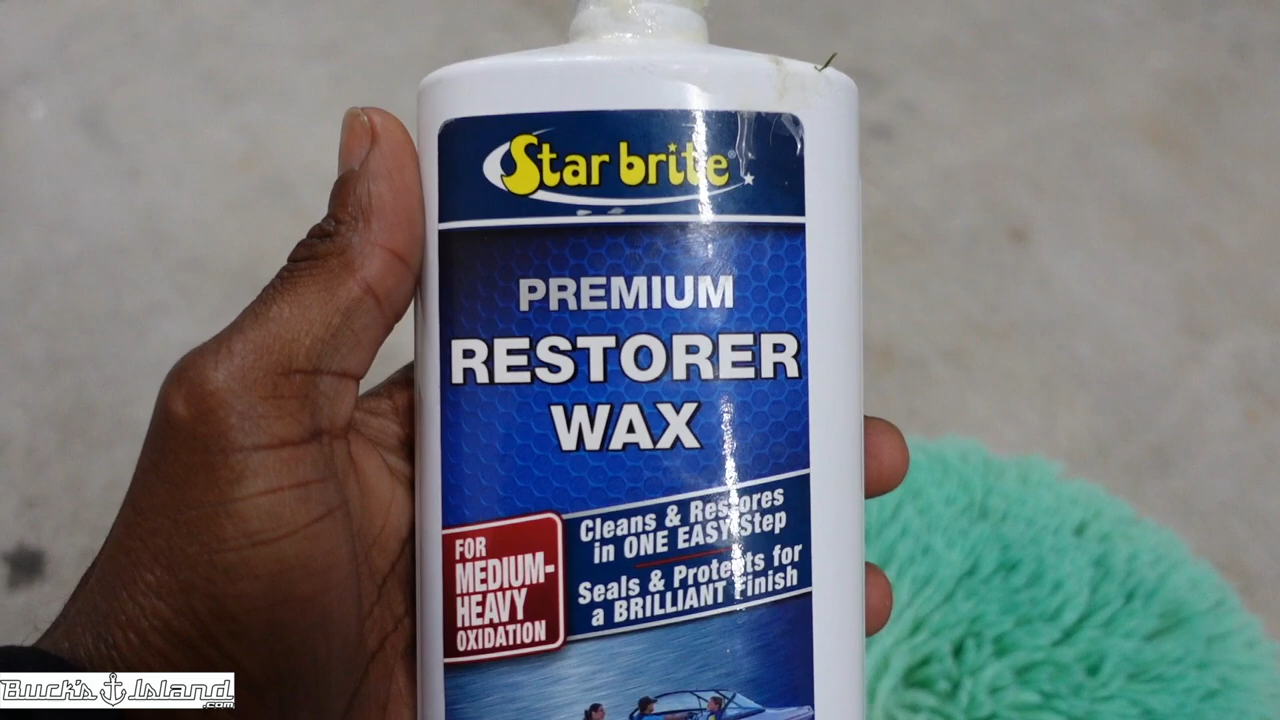 Star brite®
PREMIUM
RESTORER
WAX
FOR
MEDIUM-
HEAVY
OXIDATION
Cleans & Restores
in ONE EASY Step
Seals & Protects for
a BRILLIANT Finish
Buck's Island
.com